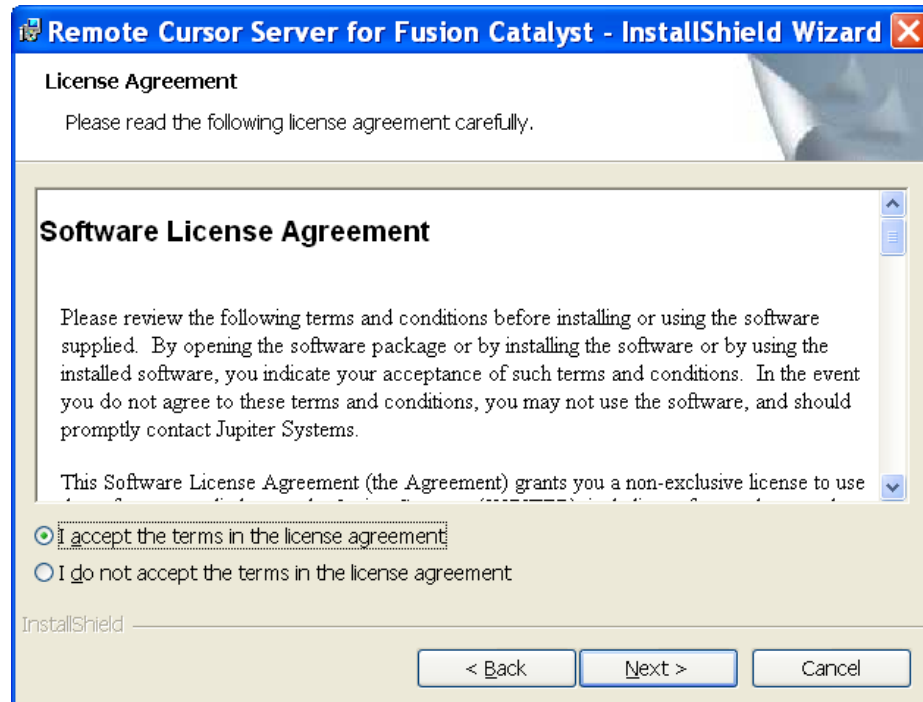 Remote Cursor Server for Fusion Catalyst - InstallShield Wizard
License Agreement
Please read the following license agreement carefully.
Software License Agreement
Please review the following terms and conditions before installing or using the software
supplied. By opening the software package or by installing the software or by using the
installed software, you indicate your acceptance of such terms and conditions. In the event
you do not agree to these terms and conditions, you may not use the software, and should
promptly contact Jupiter Systems.
This Software License Agreement (the Agreement) grants you a non-exclusive license to use
I accept the terms in the license agreement
I do not accept the terms in the license agreement
InstallShield
< Back Next > Cancel